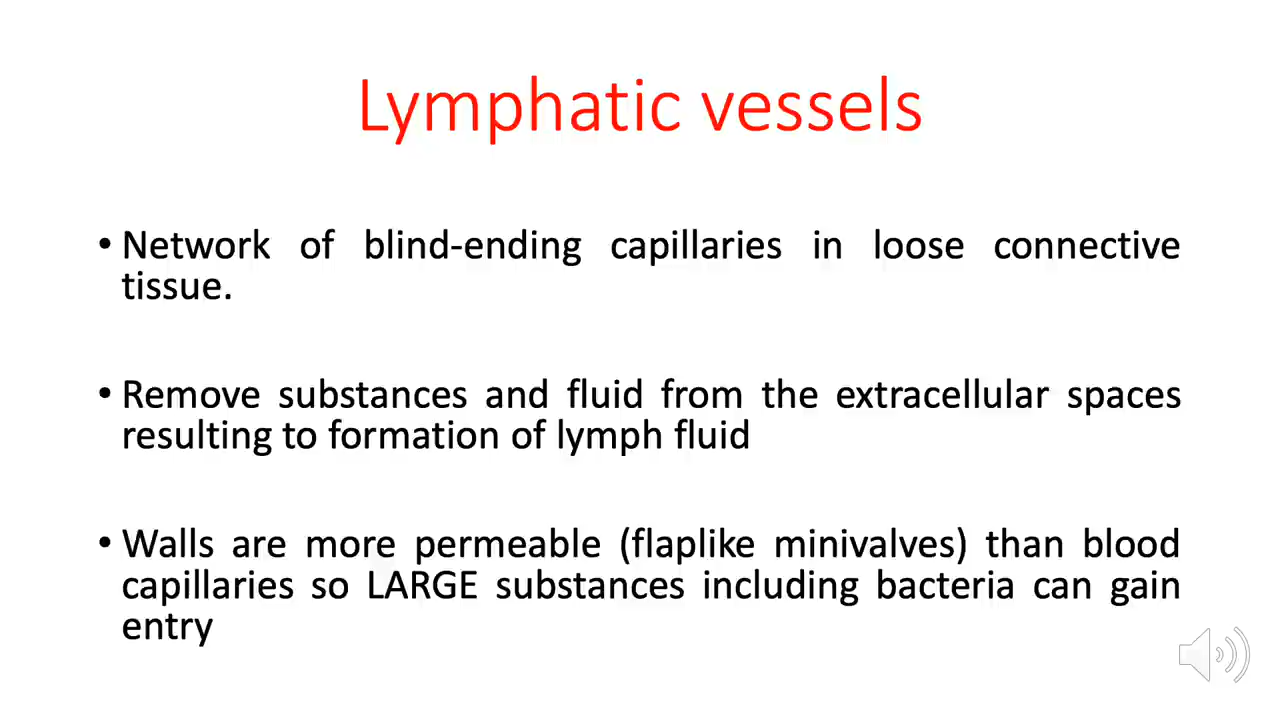 Lymphatic vessels
• Network of blind-ending capillaries in loose connective
tissue.
• Remove substances and fluid from the extracellular spaces
resulting to formation of lymph fluid
• Walls are more permeable (flaplike minivalves) than blood
capillaries so LARGE substances including bacteria can gain
entry